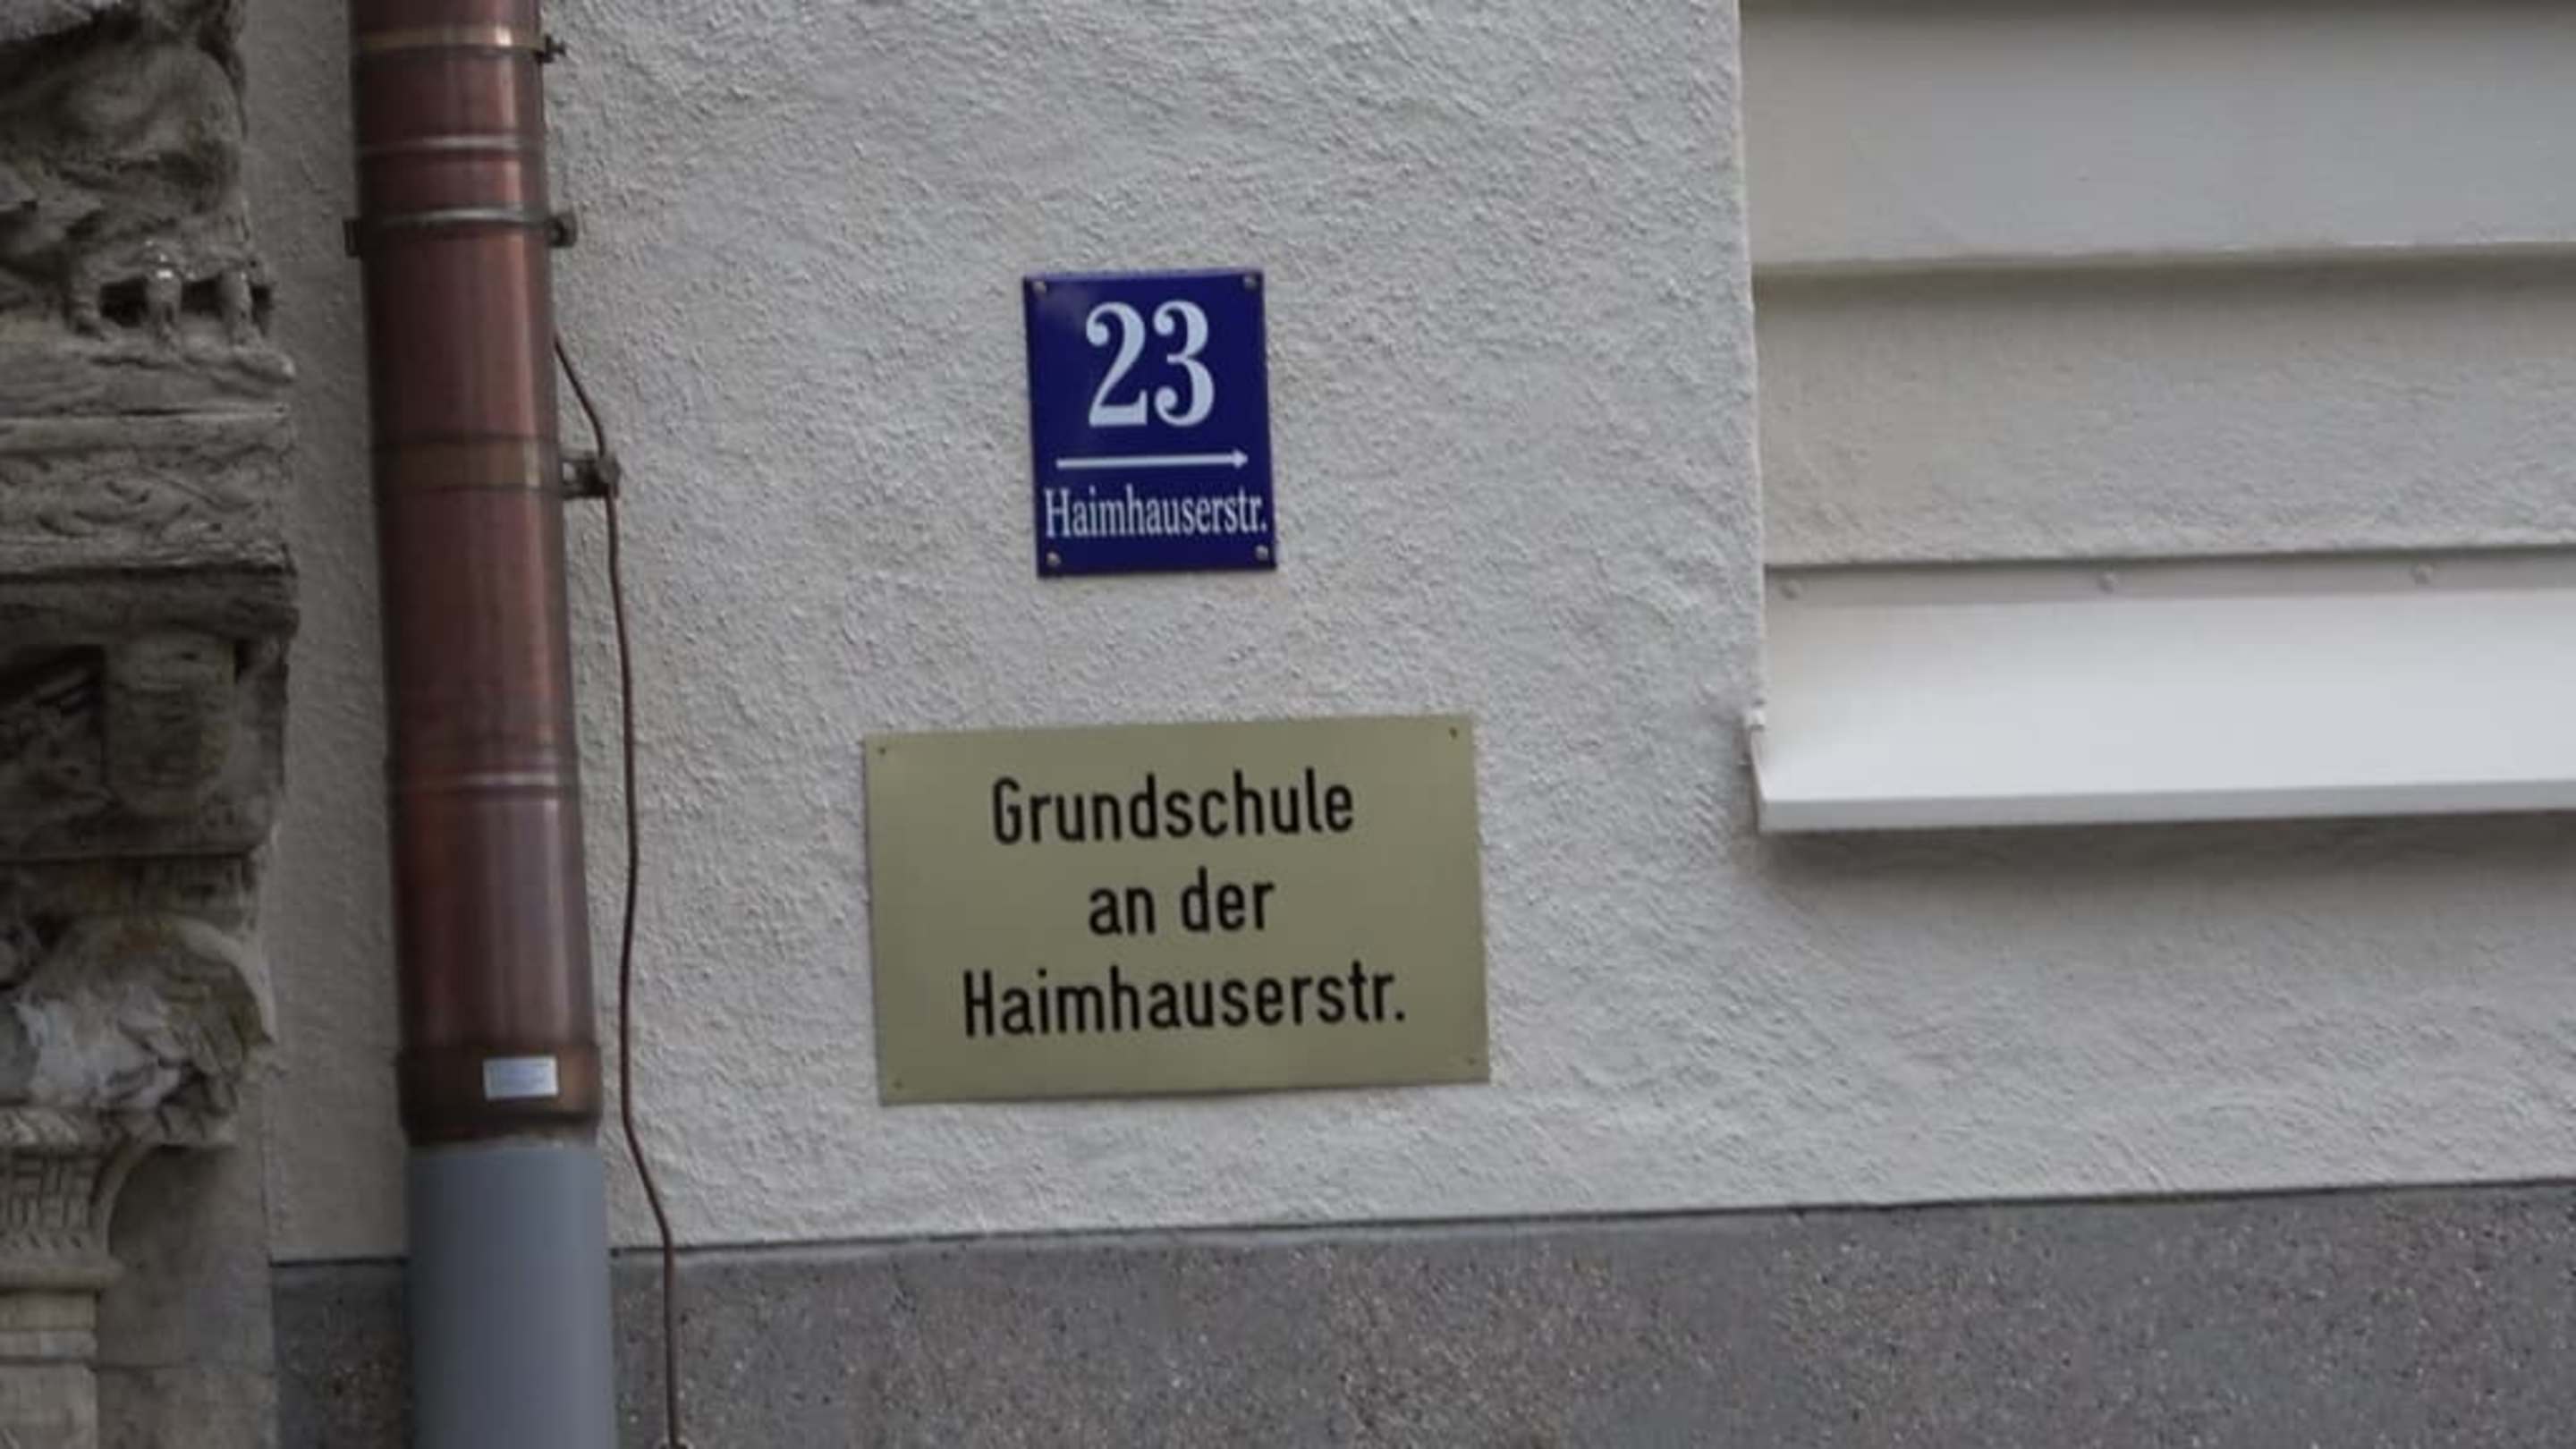 23
Haimhauserstr.
Grundschule
an der
Haimhauserstr.